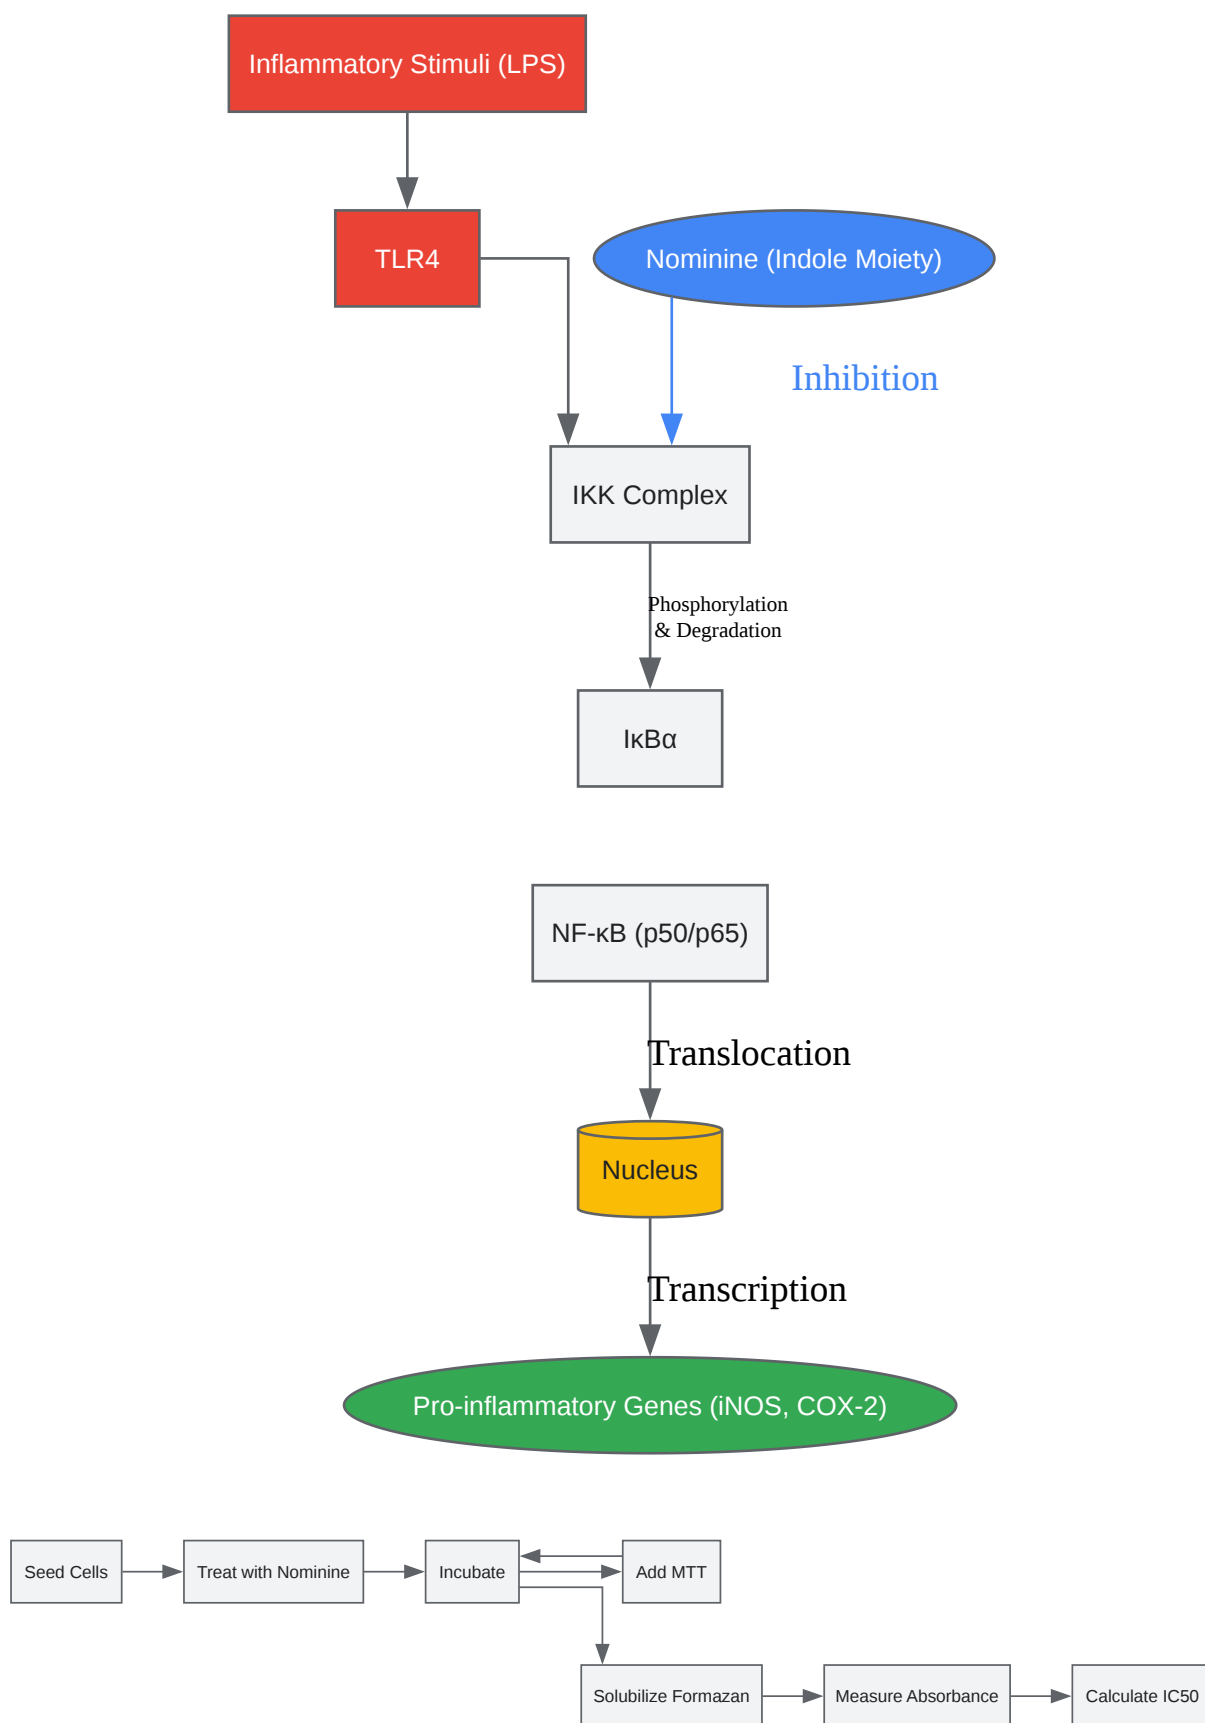 Inflammatory Stimuli (LPS)
TLR4
Nominine (Indole Moiety)
Inhibition
IKK Complex
Phosphorylation
& Degradation
IκBα
NF-κB (p50/p65)
Translocation
Nucleus
Transcription
Pro-inflammatory Genes (iNOS, COX-2)
Seed Cells
Treat with Nominine
Incubate
Add MTT
Solubilize Formazan
Measure Absorbance
Calculate IC50